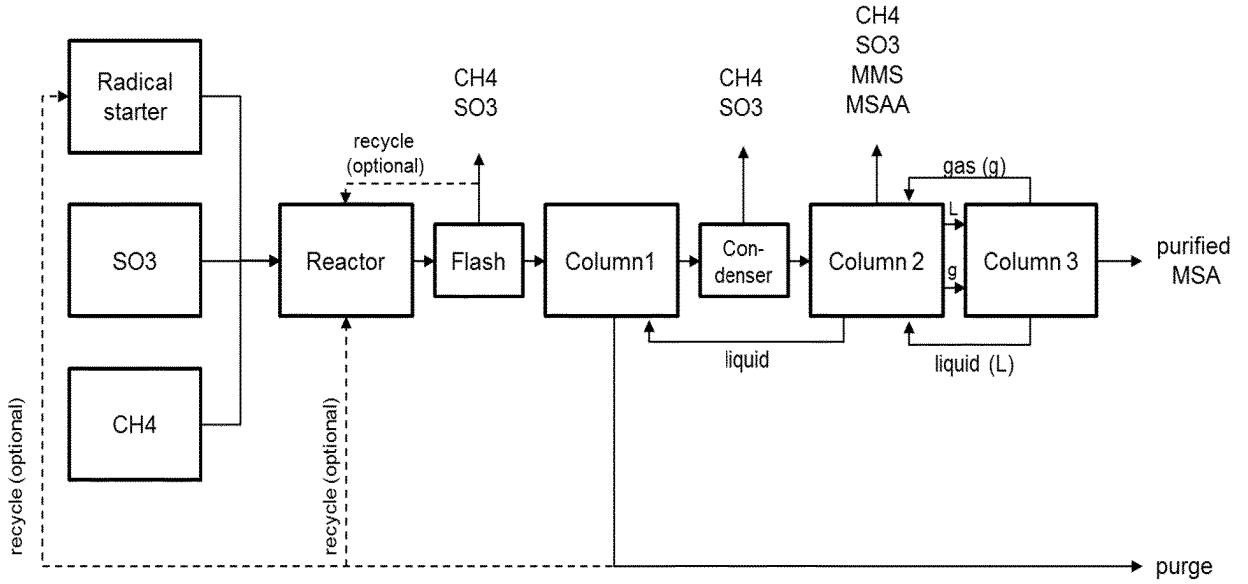 CH4
SO3
MMS
MSAA
CH4
SO3
CH4
SO3
Radical
starter
recycle
(optional)
gas (g)
L
SO3
Reactor
Flash
Column1
Con-
denser
Column 2
g
Column 3
purified
MSA
liquid
liquid (L)
CH4
recycle (optional)
recycle (optional)
purge